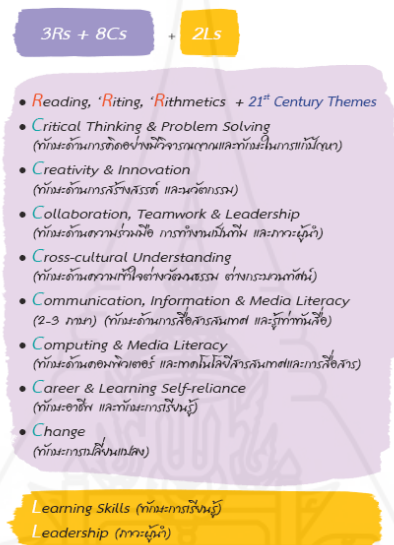 3Rs + 8Cs + 2Ls
• Reading, ‘Riting, ‘Rithmetics + 21st Century Themes
• Critical Thinking & Problem Solving
(ทักษะด้านการคิดอย่างมีวิจารณญาณและทักษะในการแก้ปัญหา)
• Creativity & Innovation
(ทักษะด้านการสร้างสรรค์ และนวัตกรรม)
• Collaboration, Teamwork & Leadership
(ทักษะด้านความร่วมมือ การทำงานเป็นทีม และภาวะผู้นำ)
• Cross-cultural Understanding
(ทักษะด้านความเข้าใจต่างวัฒนธรรม ต่างกระบวนทัศน์)
• Communication, Information & Media Literacy
(2-3 ภาษา) (ทักษะด้านการสื่อสารสนเทศ และรู้เท่าทันสื่อ)
• Computing & Media Literacy
(ทักษะด้านคอมพิวเตอร์ และเทคโนโลยีสารสนเทศและการสื่อสาร)
• Career & Learning Self-reliance
(ทักษะอาชีพ และทักษะการเรียนรู้)
• Change
(ทักษะการเปลี่ยนแปลง)
Learning Skills (ทักษะการเรียนรู้)
Leadership (ภาวะผู้นำ)